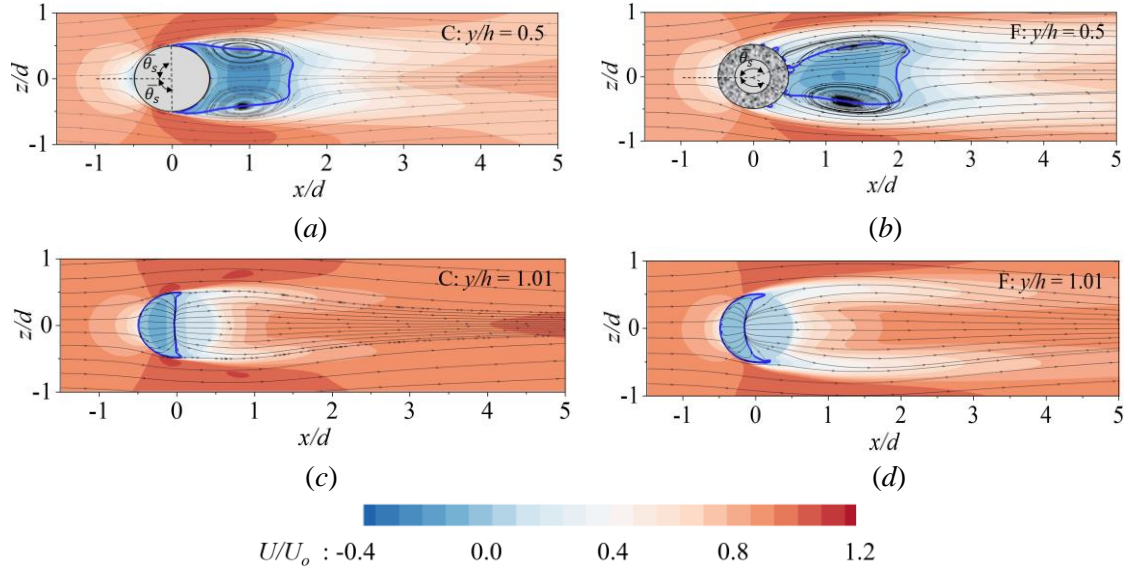 1
z/d
0
-1
θs
θs
C: y/h = 0.5
-1 0 1 2 3 4 5
x/d
(a)
1
z/d
0
-1
θs
F: y/h = 0.5
-1 0 1 2 3 4 5
x/d
(b)
1
z/d
0
-1
C: y/h = 1.01
-1 0 1 2 3 4 5
x/d
(c)
1
z/d
0
-1
F: y/h = 1.01
-1 0 1 2 3 4 5
x/d
(d)
U/Uo : -0.4 0.0 0.4 0.8 1.2